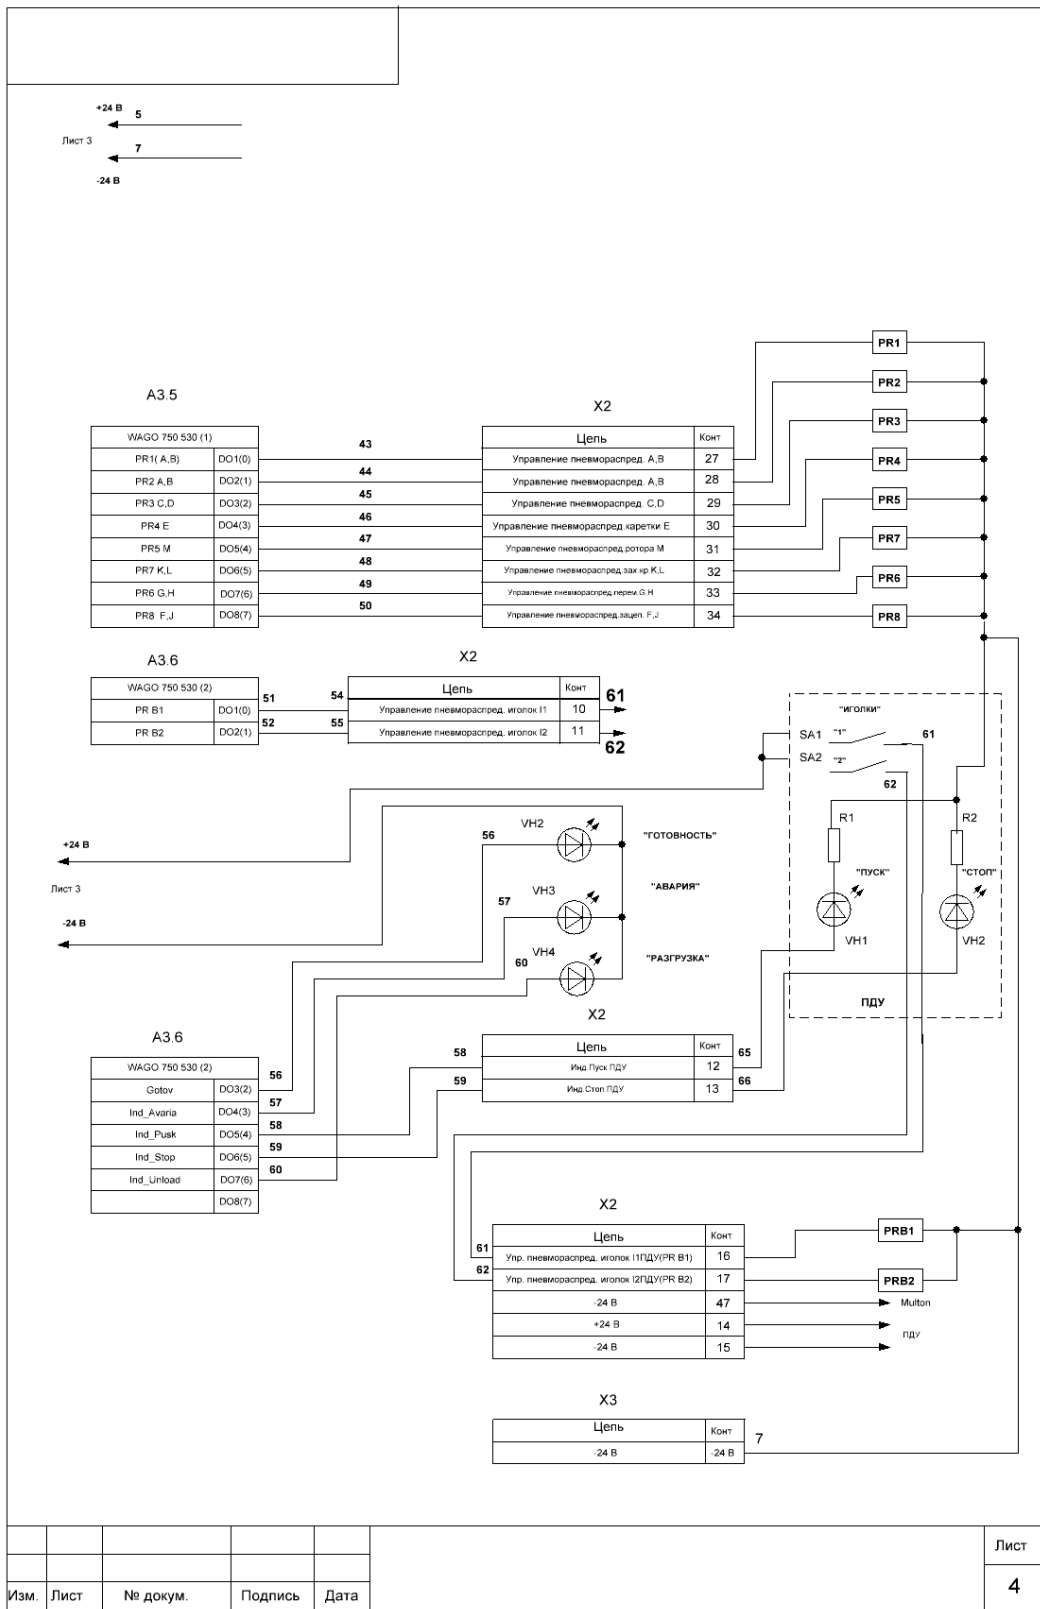 +24 В 5
Лист 3
7
-24 В
PR1
PR2
PR3
PR4
PR5
PR7
PR6
PR8
А3.5
WAGO 750 530 (1)
PR1( A,B) DO1(0)
PR2 A,B DO2(1)
PR3 C,D DO3(2)
PR4 E DO4(3)
PR5 M DO5(4)
PR7 K,L DO6(5)
PR6 G,H DO7(6)
PR8 F,J DO8(7)
43
44
45
46
47
48
49
50
X2
Цепь Конт
Управление пневмораспред. A,B 27
Управление пневмораспред. A,B 28
Управление пневмораспред. C,D 29
Управление пневмораспред.каретки E 30
Управление пневмораспред.ротора M 31
Управление пневмораспред.зах.кр.K,L 32
Управление пневмораспред.перем.G,H 33
Управление пневмораспред.зацеп. F,J 34
А3.6
WAGO 750 530 (2)
PR B1 DO1(0)
PR B2 DO2(1)
51
52
54
55
X2
Цепь Конт
Управление пневмораспред. иголок I1 10
Управление пневмораспред. иголок I2 11
61
62
"ИГОЛКИ"
SA1 "1" 61
SA2 "2"
62
R1 R2
"ПУСК" "СТОП"
VH1 VH2
ПДУ
+24 В
Лист 3
-24 В
56 VH2 "ГОТОВНОСТЬ"
57 VH3 "АВАРИЯ"
60 VH4 "РАЗГРУЗКА"
А3.6
WAGO 750 530 (2)
Gotov DO3(2)
Ind_Avaria DO4(3)
Ind_Pusk DO5(4)
Ind_Stop DO6(5)
Ind_Unload DO7(6)
DO8(7)
56
57
58
59
60
X2
Цепь Конт
58 Инд.Пуск ПДУ 12 65
59 Инд.Стоп ПДУ 13 66
X2
Цепь Конт
61 Упр. пневмораспред. иголок I1ПДУ(PR B1) 16
62 Упр. пневмораспред. иголок I2ПДУ(PR B2) 17
-24 В 47
+24 В 14
-24 В 15
PRB1
PRB2
Multon
ПДУ
X3
Цепь Конт
-24 В -24 В
7
Изм. Лист № докум. Подпись Дата
Лист
4